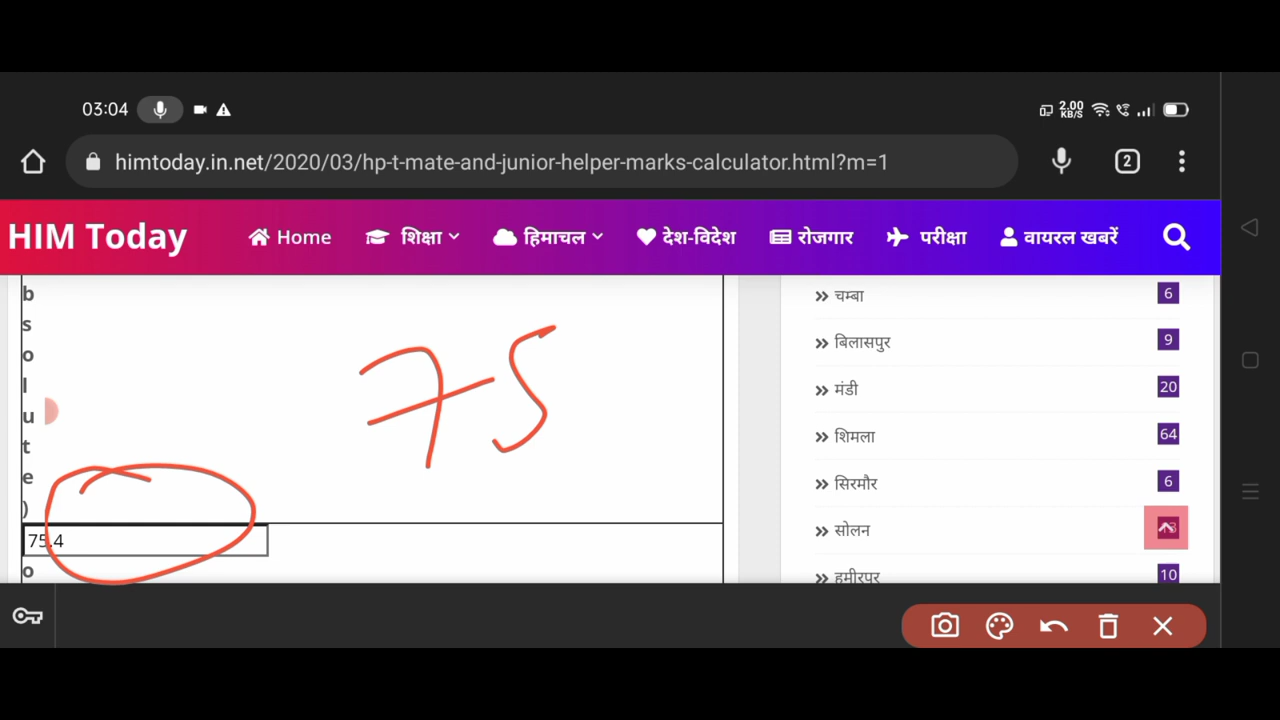 03:04
2.00 KB/S
himtoday.in.net/2020/03/hp-t-mate-and-junior-helper-marks-calculator.html?m=1
2
HIM Today Home शिक्षा हिमाचल देश-विदेश रोजगार परीक्षा वायरल खबरें
b
s
o
l
u
t
e
)
75.4
o
75
चम्बा 6
बिलासपुर 9
मंडी 20
शिमला 64
सिरमौर 6
सोलन
हमीरपुर 10